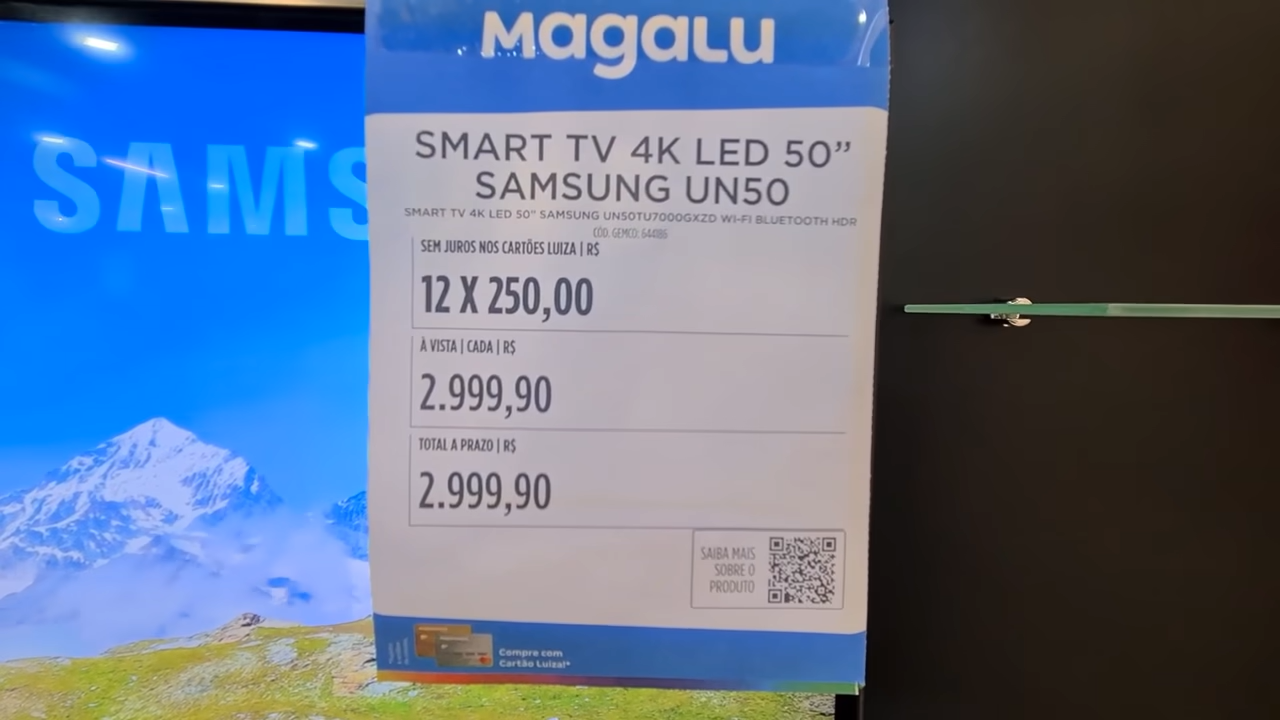 Magalu
SAMS
SMART TV 4K LED 50”
SAMSUNG UN50
SMART TV 4K LED 50" SAMSUNG UN50TU7000GXZD WI-FI BLUETOOTH HDR
CÓD. GEMCO: 644186
SEM JUROS NOS CARTÕES LUIZA | R$
12 X 250,00
À VISTA | CADA | R$
2.999,90
TOTAL A PRAZO | R$
2.999,90
SAIBA MAIS
SOBRE O
PRODUTO
Compre com
Cartão Luiza!*